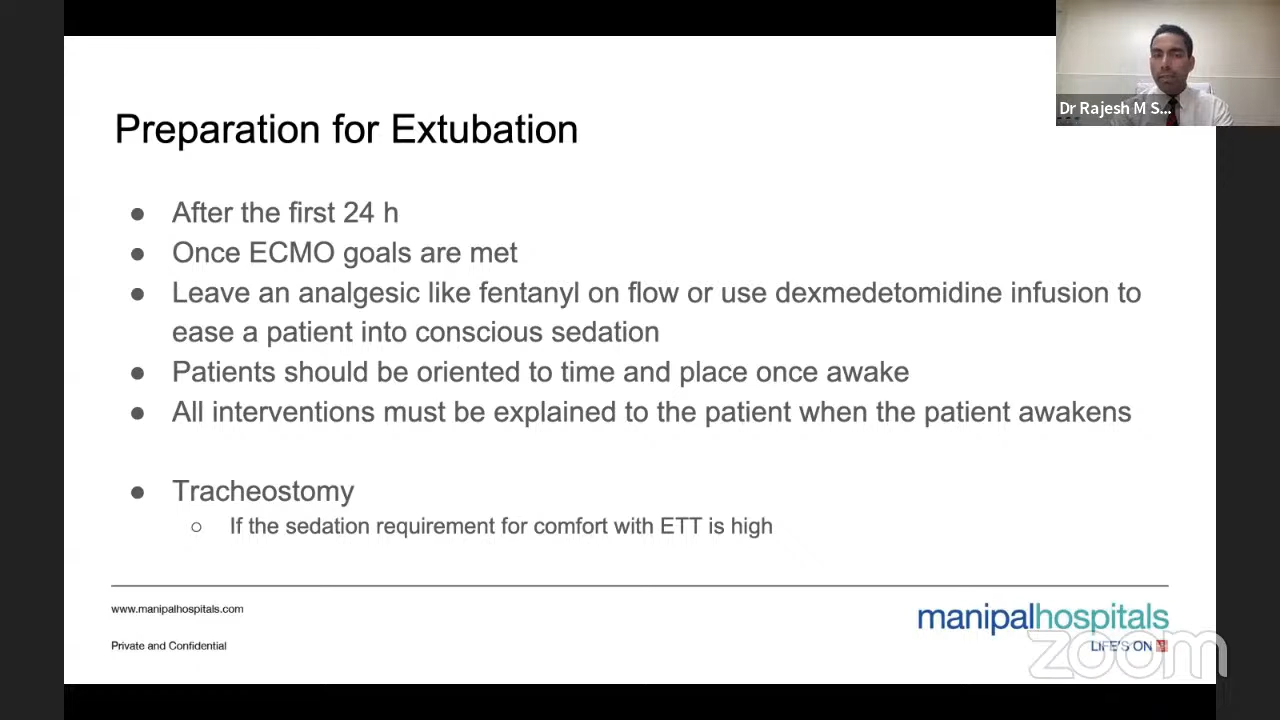 Dr Rajesh M S...
Preparation for Extubation
● After the first 24 h
● Once ECMO goals are met
● Leave an analgesic like fentanyl on flow or use dexmedetomidine infusion to
ease a patient into conscious sedation
● Patients should be oriented to time and place once awake
● All interventions must be explained to the patient when the patient awakens
● Tracheostomy
○ If the sedation requirement for comfort with ETT is high
www.manipalhospitals.com
manipalhospitals
Private and Confidential
LIFE'S ON
zoom